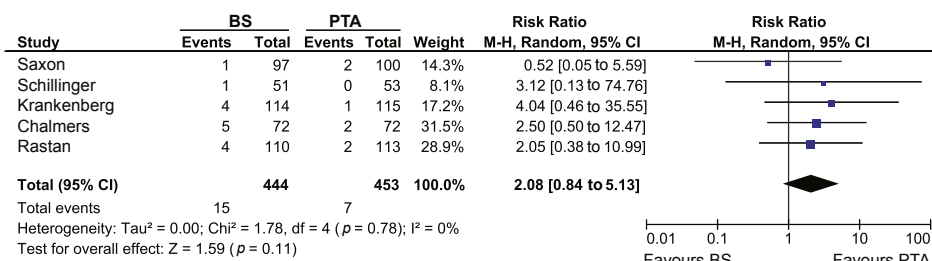 BS PTA Risk Ratio Risk Ratio
Study Events Total Events Total Weight M-H, Random, 95% CI M-H, Random, 95% CI
Saxon 1 97 2 100 14.3% 0.52 [0.05 to 5.59]
Schillinger 1 51 0 53 8.1% 3.12 [0.13 to 74.76]
Krankenberg 4 114 1 115 17.2% 4.04 [0.46 to 35.55]
Chalmers 5 72 2 72 31.5% 2.50 [0.50 to 12.47]
Rastan 4 110 2 113 28.9% 2.05 [0.38 to 10.99]
Total (95% CI) 444 453 100.0% 2.08 [0.84 to 5.13]
Total events 15 7
Heterogeneity: Tau² = 0.00; Chi² = 1.78, df = 4 (p = 0.78); I² = 0%
Test for overall effect: Z = 1.59 (p = 0.11)
0.01 0.1 1 10 100
Favours BS Favours PTA